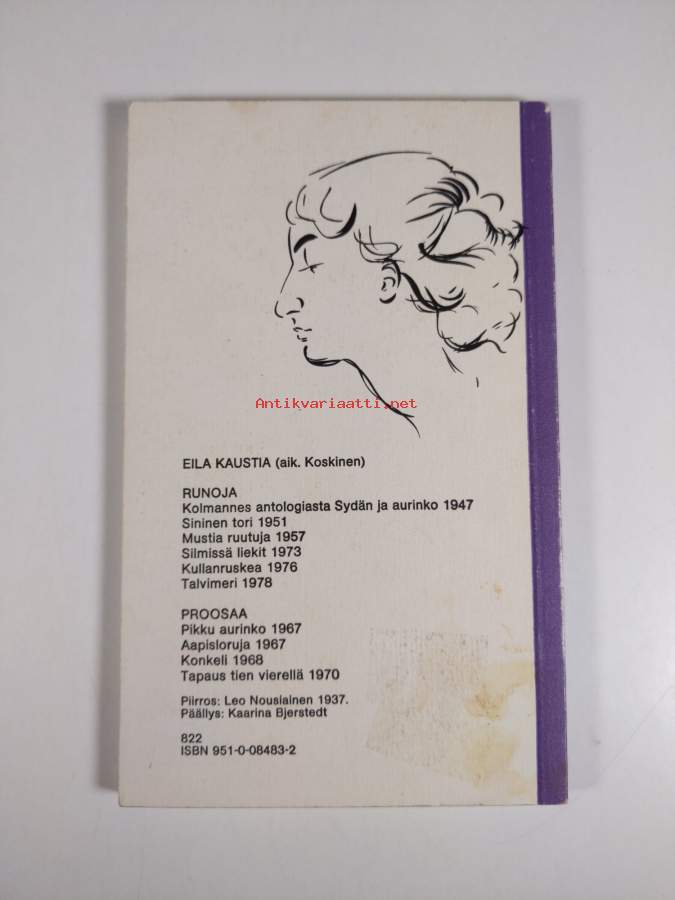 Antikvariaatti.net
EILA KAUSTIA (aik. Koskinen)
RUNOJA
Kolmannes antologiasta Sydän ja aurinko 1947
Sininen tori 1951
Mustia ruutuja 1957
Silmissä liekit 1973
Kullanruskea 1976
Talvimeri 1978
PROOSAA
Pikku aurinko 1967
Aapisloruja 1967
Konkeli 1968
Tapaus tien vierellä 1970
Piirros: Leo Nousiainen 1937.
Päällys: Kaarina Bjerstedt
822
ISBN 951-0-08483-2